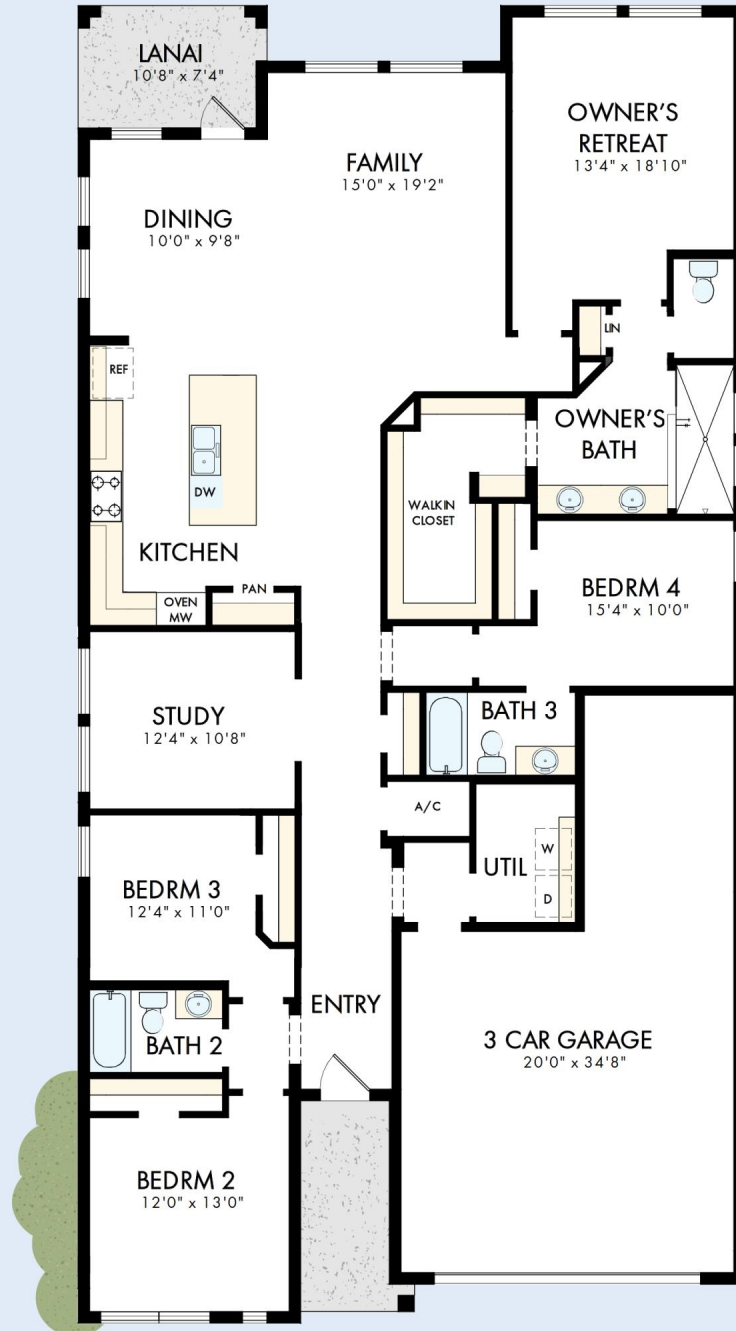 LANAI
10'8" x 7'4"
OWNER'S
RETREAT
13'4" x 18'10"
FAMILY
15'0" x 19'2"
DINING
10'0" x 9'8"
LIN
REF
OWNER'S
BATH
DW
WALKIN
CLOSET
KITCHEN
PAN
OVEN
MW
BEDRM 4
15'4" x 10'0"
STUDY
12'4" x 10'8"
BATH 3
A/C
UTIL
W
D
BEDRM 3
12'4" x 11'0"
ENTRY
BATH 2
3 CAR GARAGE
20'0" x 34'8"
BEDRM 2
12'0" x 13'0"